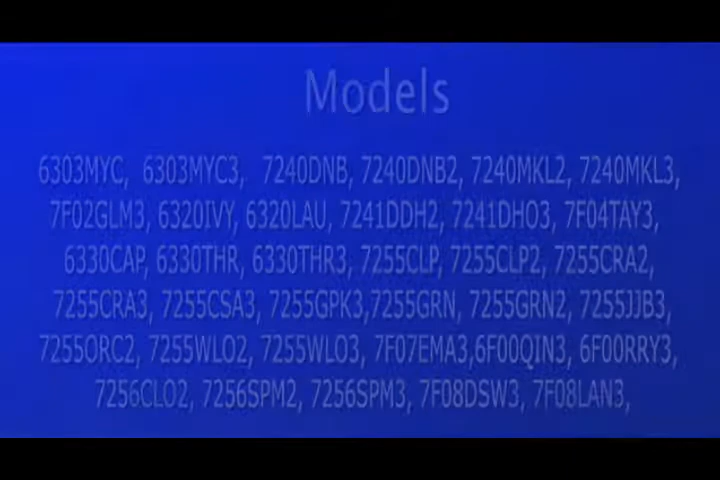 Models
6303MYC, 6303MYC3, 7240DNB, 7240DNB2, 7240MKL2, 7240MKL3,
7F02GLM3, 6320IVY, 6320LAU, 7241DDH2, 7241DHO3, 7F04TAY3,
6330CAP, 6330THR, 6330THR3, 7255CLP, 7255CLP2, 7255CRA2,
7255CRA3, 7255CSA3, 7255GPK3,7255GRN, 7255GRN2, 7255JJB3,
7255ORC2, 7255WLO2, 7255WLO3, 7F07EMA3,6F00QIN3, 6F00RRY3,
7256CLO2, 7256SPM2, 7256SPM3, 7F08DSW3, 7F08LAN3,